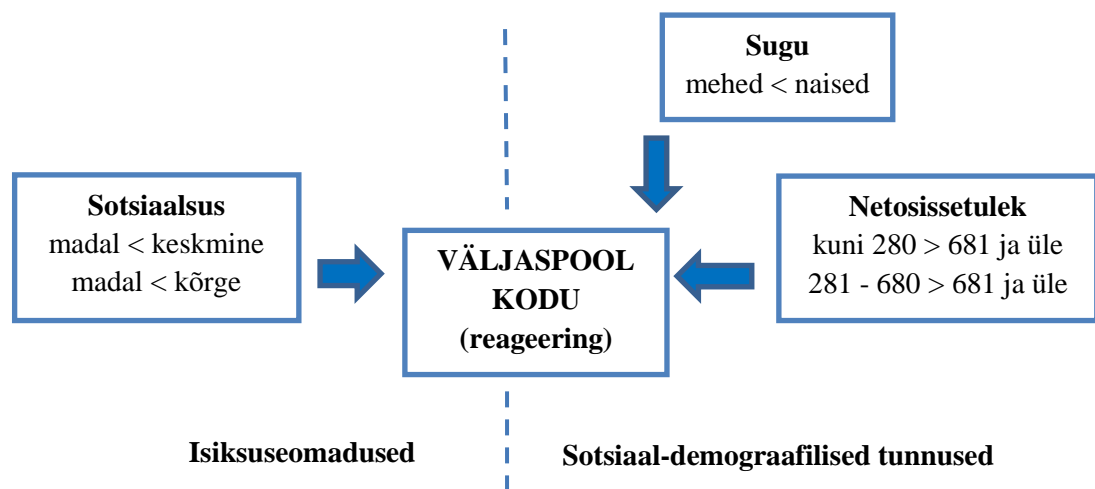 Sugu
mehed < naised
Sotsiaalsus
madal < keskmine
madal < kõrge
VÄLJASPOOL
KODU
(reageering)
Netosissetulek
kuni 280 > 681 ja üle
281 - 680 > 681 ja üle
Isiksuseomadused
Sotsiaal-demograafilised tunnused